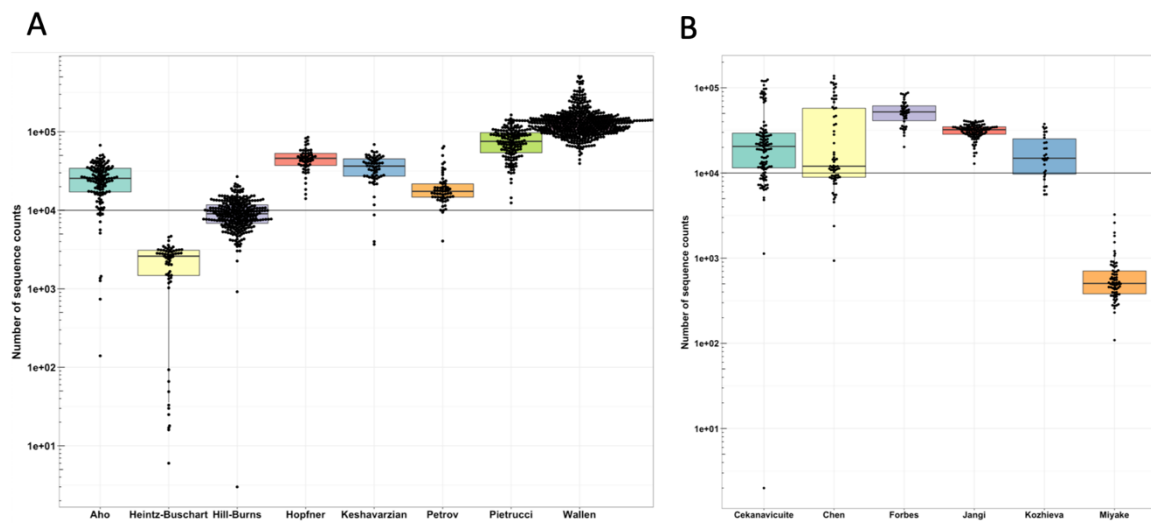 A
B
Number of sequence counts
1e+05
1e+04
1e+03
1e+02
1e+01
Aho Heintz-Buschart Hill-Burns Hopfner Keshavarzian Petrov Pietrucci Wallen
Number of sequence counts
1e+05
1e+04
1e+03
1e+02
1e+01
Cekanavicuite Chen Forbes Jangi Kozhieva Miyake